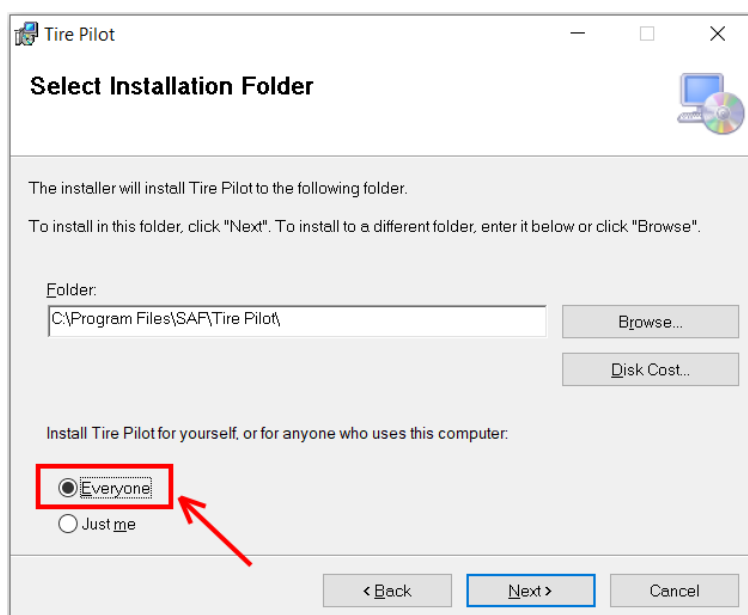 Tire Pilot
Select Installation Folder
The installer will install Tire Pilot to the following folder.
To install in this folder, click "Next". To install to a different folder, enter it below or click "Browse".
Folder:
C:\Program Files\SAF\Tire Pilot\
Browse...
Disk Cost...
Install Tire Pilot for yourself, or for anyone who uses this computer:
Everyone
Just me
< Back
Next >
Cancel